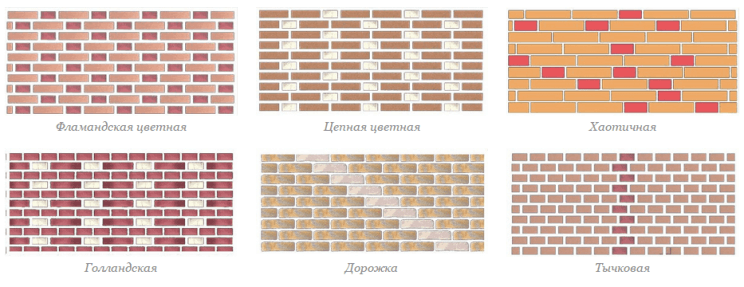 Фламандская цветная
Цепная цветная
Хаотичная
Голландская
Дорожка
Тычковая